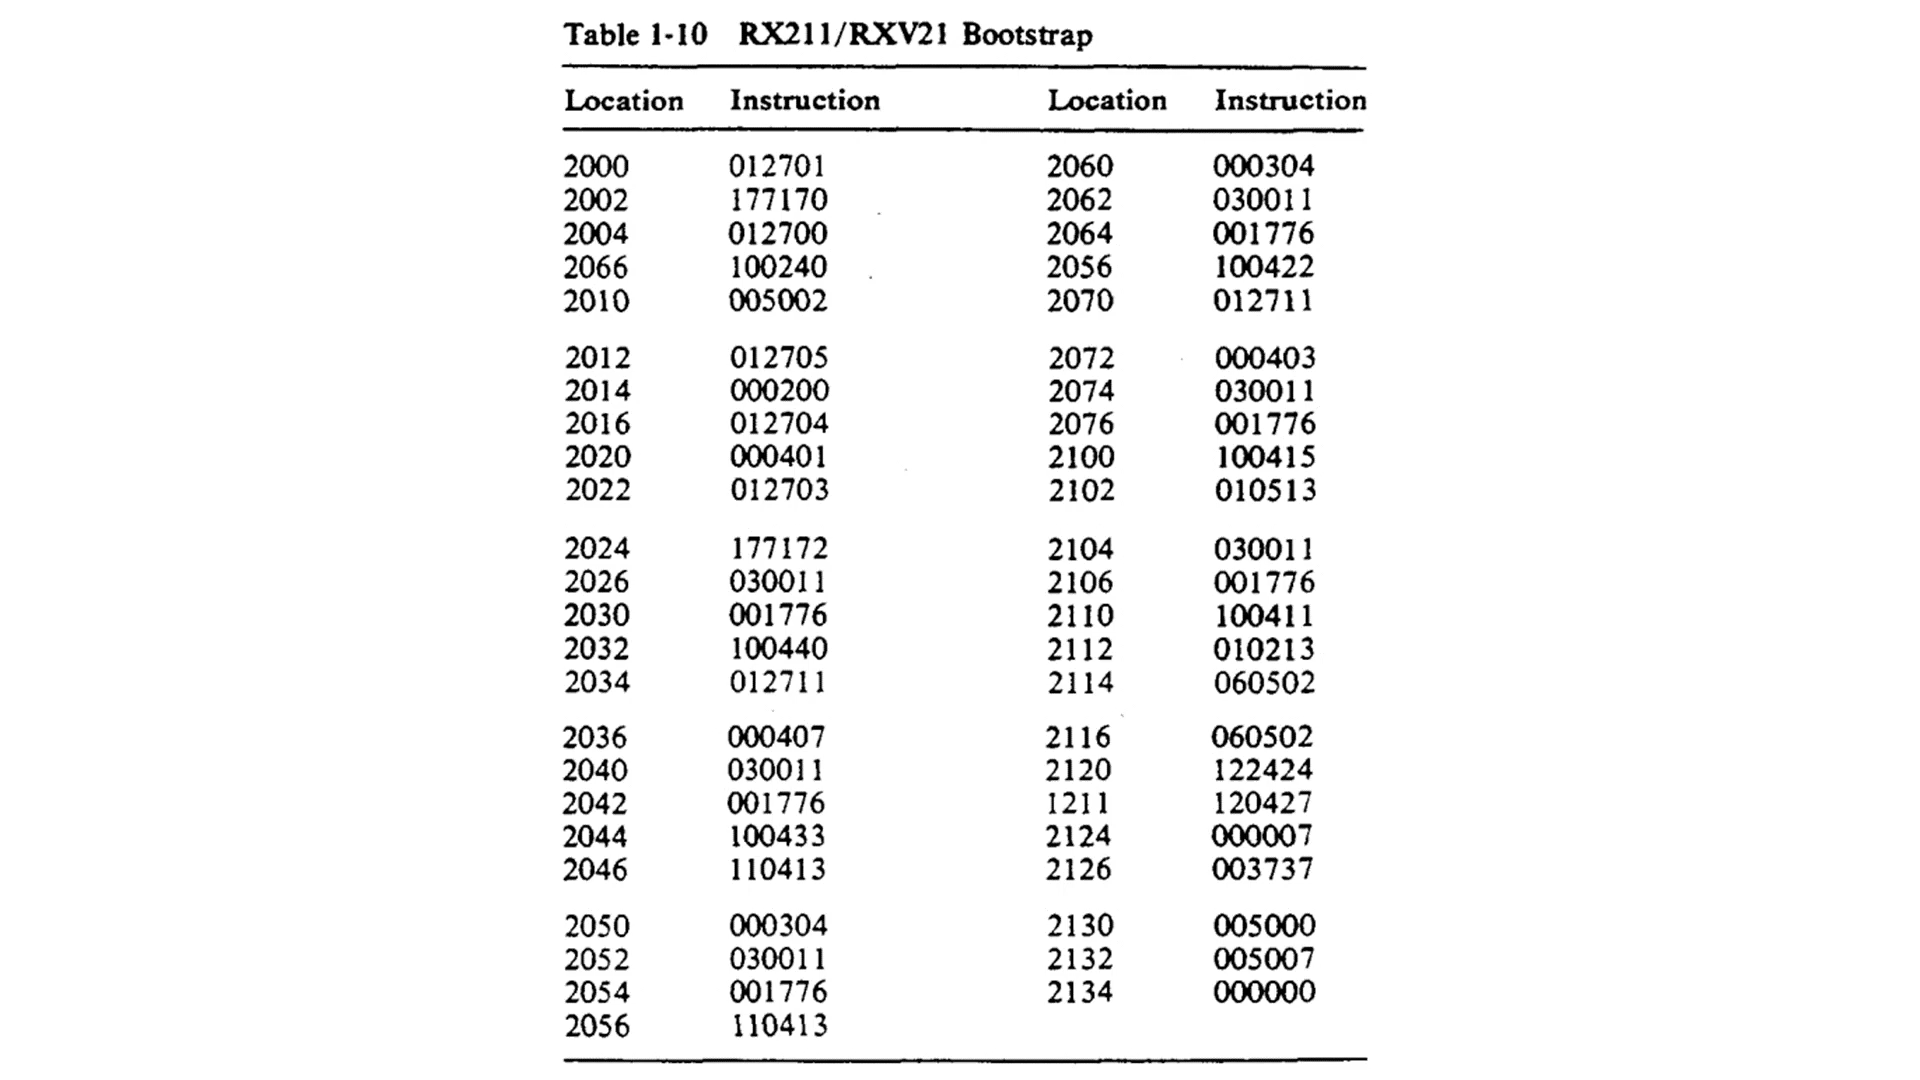 Table 1-10 RX211/RXV21 Bootstrap
Location Instruction Location Instruction
2000 012701 2060 000304
2002 177170 2062 030011
2004 012700 2064 001776
2066 100240 2056 100422
2010 005002 2070 012711
2012 012705 2072 000403
2014 000200 2074 030011
2016 012704 2076 001776
2020 000401 2100 100415
2022 012703 2102 010513
2024 177172 2104 030011
2026 030011 2106 001776
2030 001776 2110 100411
2032 100440 2112 010213
2034 012711 2114 060502
2036 000407 2116 060502
2040 030011 2120 122424
2042 001776 1211 120427
2044 100433 2124 000007
2046 110413 2126 003737
2050 000304 2130 005000
2052 030011 2132 005007
2054 001776 2134 000000
2056 110413